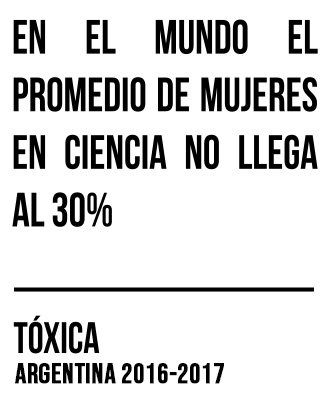 EN EL MUNDO EL
PROMEDIO DE MUJERES
EN CIENCIA NO LLEGA
AL 30%
TÓXICA
ARGENTINA 2016-2017